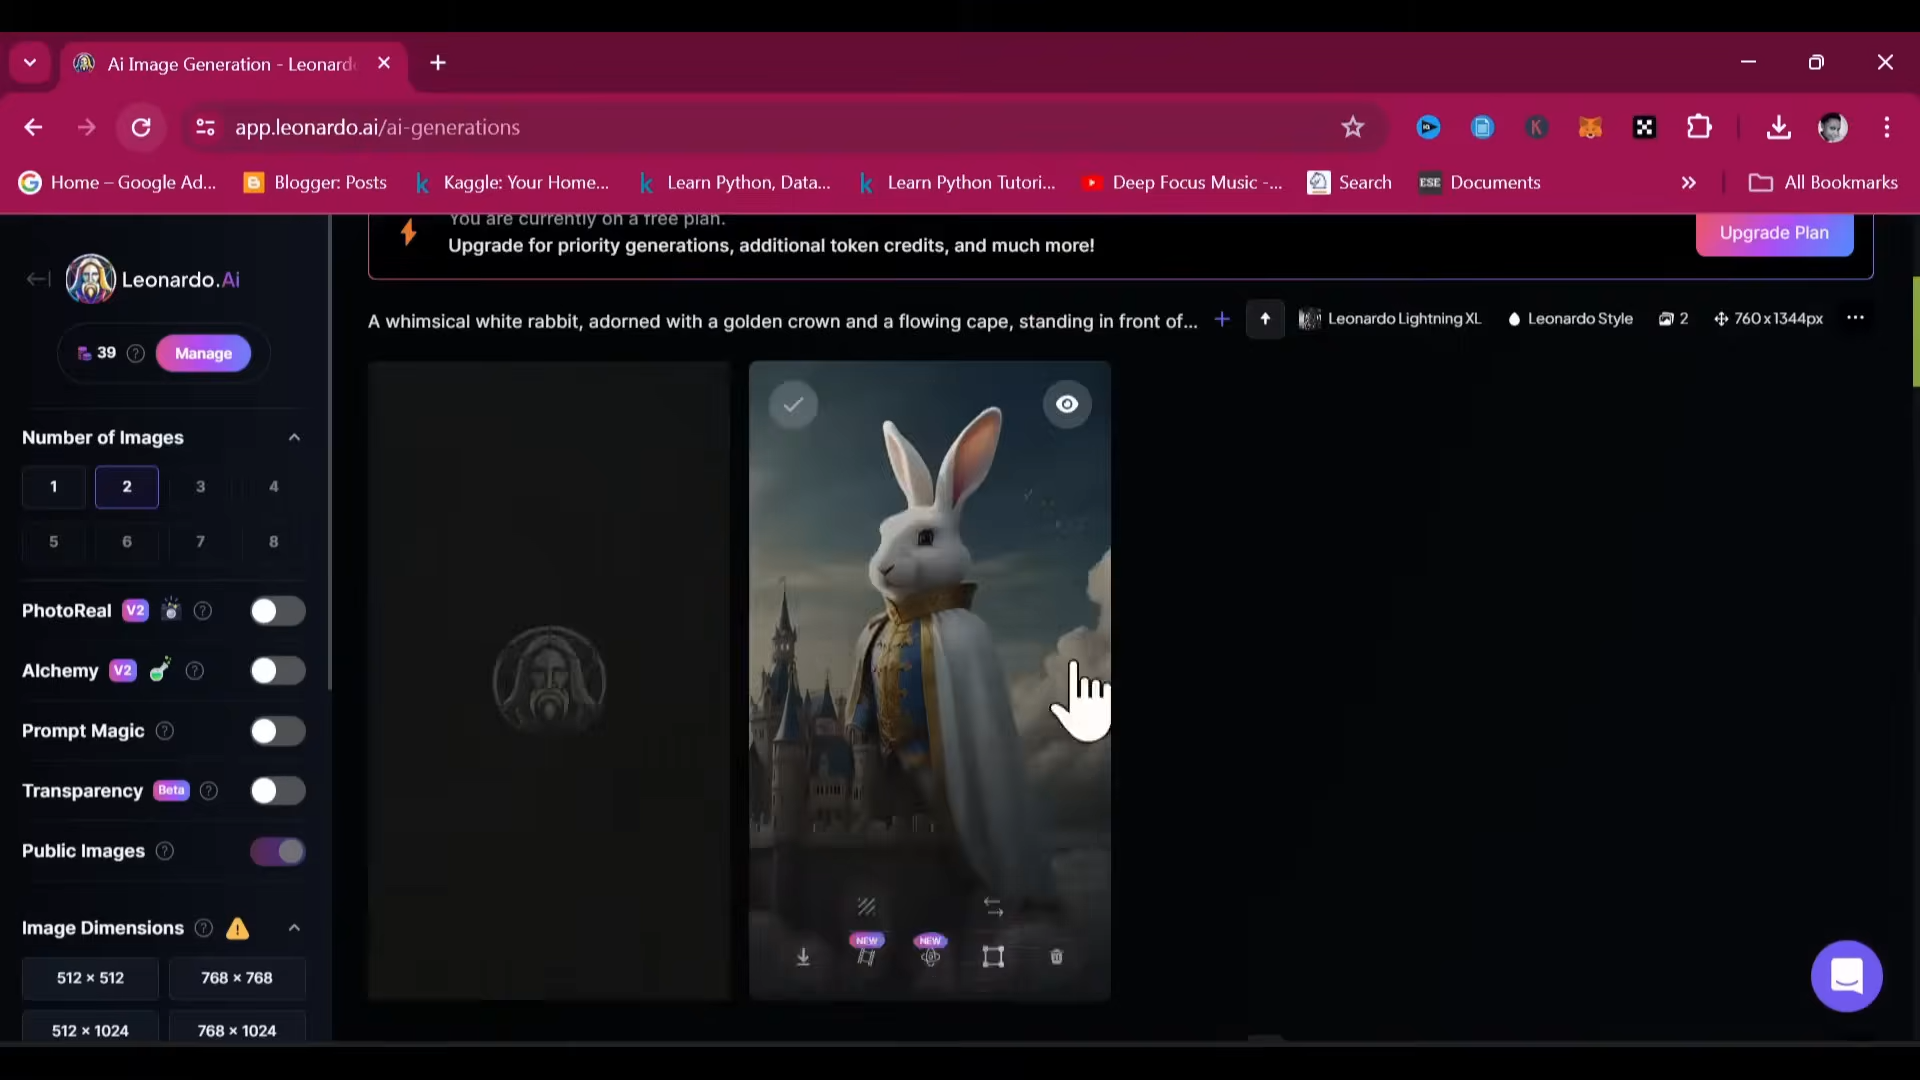 Ai Image Generation - Leonard
app.leonardo.ai/ai-generations
Home – Google Ad...
Blogger: Posts
Kaggle: Your Home...
Learn Python, Data...
Learn Python Tutori...
Deep Focus Music -...
Search
ESE Documents
All Bookmarks
You are currently on a free plan.
Upgrade for priority generations, additional token credits, and much more!
Upgrade Plan
Leonardo.Ai
39
Manage
A whimsical white rabbit, adorned with a golden crown and a flowing cape, standing in front of...
Leonardo Lightning XL
Leonardo Style
2
760 x 1344px
Number of Images
1 2 3 4
5 6 7 8
PhotoReal V2
Alchemy V2
Prompt Magic
Transparency Beta
Public Images
Image Dimensions
512 × 512 768 × 768
512 × 1024 768 × 1024
NEW NEW